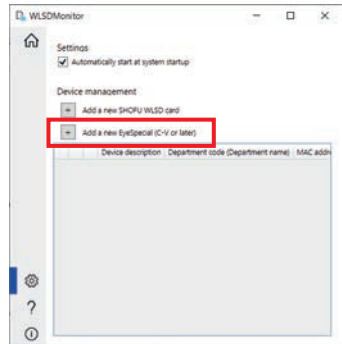 WLSDMonitor
Settings
Automatically start at system startup
Device management
+ Add a new SHOFU WLSD card
+ Add a new EyeSpecial (C-V or later)
Device description Department code (Department name) MAC addre
?